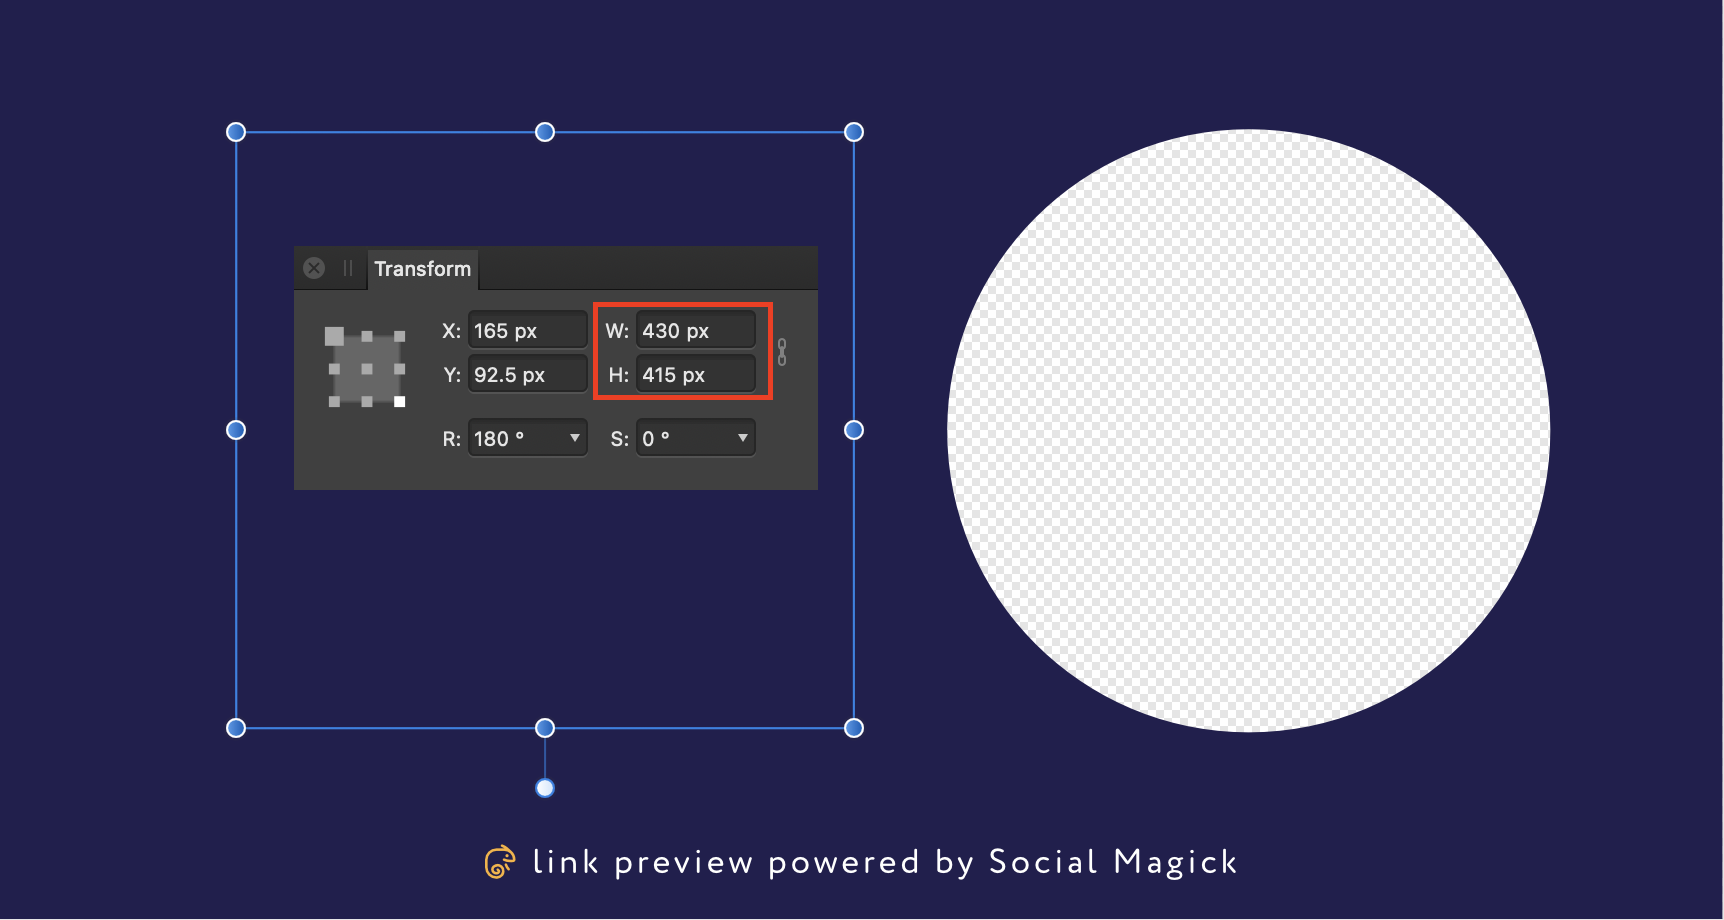 Transform
X: 165 px W: 430 px
Y: 92.5 px H: 415 px
R: 180 ° S: 0 °
link preview powered by Social Magick